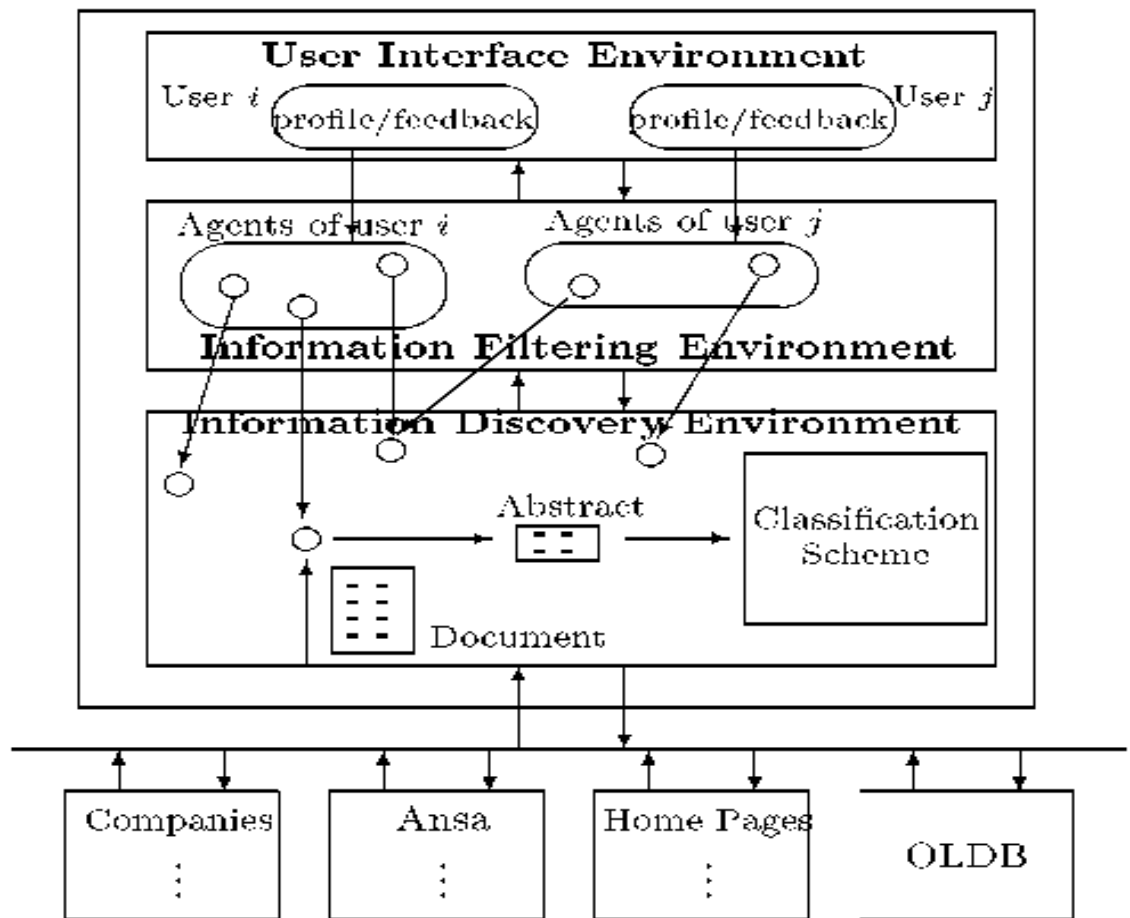 User Interface Environment
User i
User j
profile/feedback
profile/feedback
Agents of user i
Agents of user j
Information Filtering Environment
Information Discovery Environment
Abstract
Classification
Scheme
Document
Companies
Ansa
Home Pages
OLDB